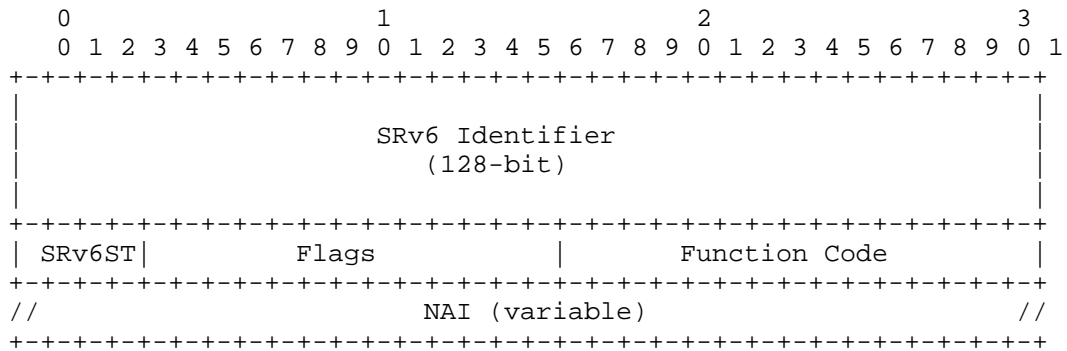 0                   1                   2                   3
    0 1 2 3 4 5 6 7 8 9 0 1 2 3 4 5 6 7 8 9 0 1 2 3 4 5 6 7 8 9 0 1
 +-+-+-+-+-+-+-+-+-+-+-+-+-+-+-+-+-+-+-+-+-+-+-+-+-+-+-+-+-+-+-+-+
 |                                                               |
 |                      SRv6 Identifier                          |
 |                         (128-bit)                             |
 |                                                               |
 +-+-+-+-+-+-+-+-+-+-+-+-+-+-+-+-+-+-+-+-+-+-+-+-+-+-+-+-+-+-+-+-+
 | SRv6ST|         Flags           |       Function Code         |
 +-+-+-+-+-+-+-+-+-+-+-+-+-+-+-+-+-+-+-+-+-+-+-+-+-+-+-+-+-+-+-+-+
 //                        NAI (variable)                       //
 +-+-+-+-+-+-+-+-+-+-+-+-+-+-+-+-+-+-+-+-+-+-+-+-+-+-+-+-+-+-+-+-+